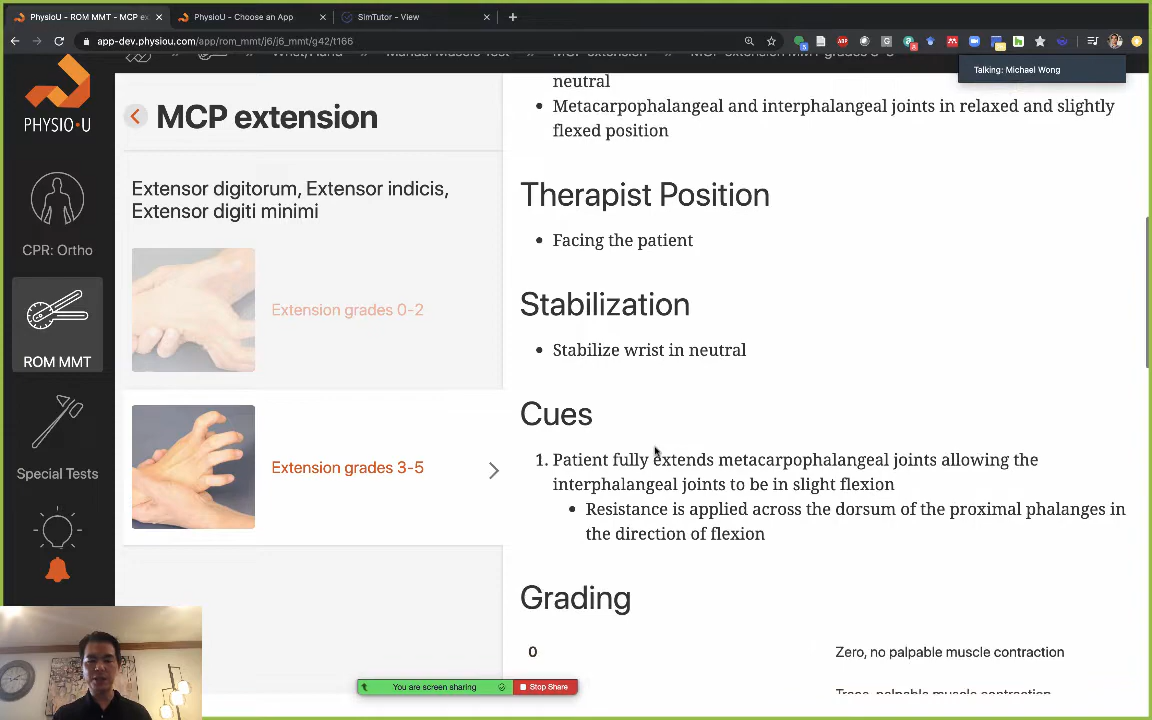 PhysioU - ROM MMT - MCP ex
PhysioU - Choose an App
SimTutor - View
app-dev.physiou.com/app/rom_mmt/j6/j6_mmt/g42/t166
Talking: Michael Wong
PHYSIO·U
CPR: Ortho
ROM MMT
Special Tests
MCP extension
Extensor digitorum, Extensor indicis,
Extensor digiti minimi
Extension grades 0-2
Extension grades 3-5
neutral
Metacarpophalangeal and interphalangeal joints in relaxed and slightly
flexed position
Therapist Position
Facing the patient
Stabilization
Stabilize wrist in neutral
Cues
1. Patient fully extends metacarpophalangeal joints allowing the
interphalangeal joints to be in slight flexion
Resistance is applied across the dorsum of the proximal phalanges in
the direction of flexion
Grading
0 Zero, no palpable muscle contraction
Trace, palpable muscle contraction
You are screen sharing
Stop Share